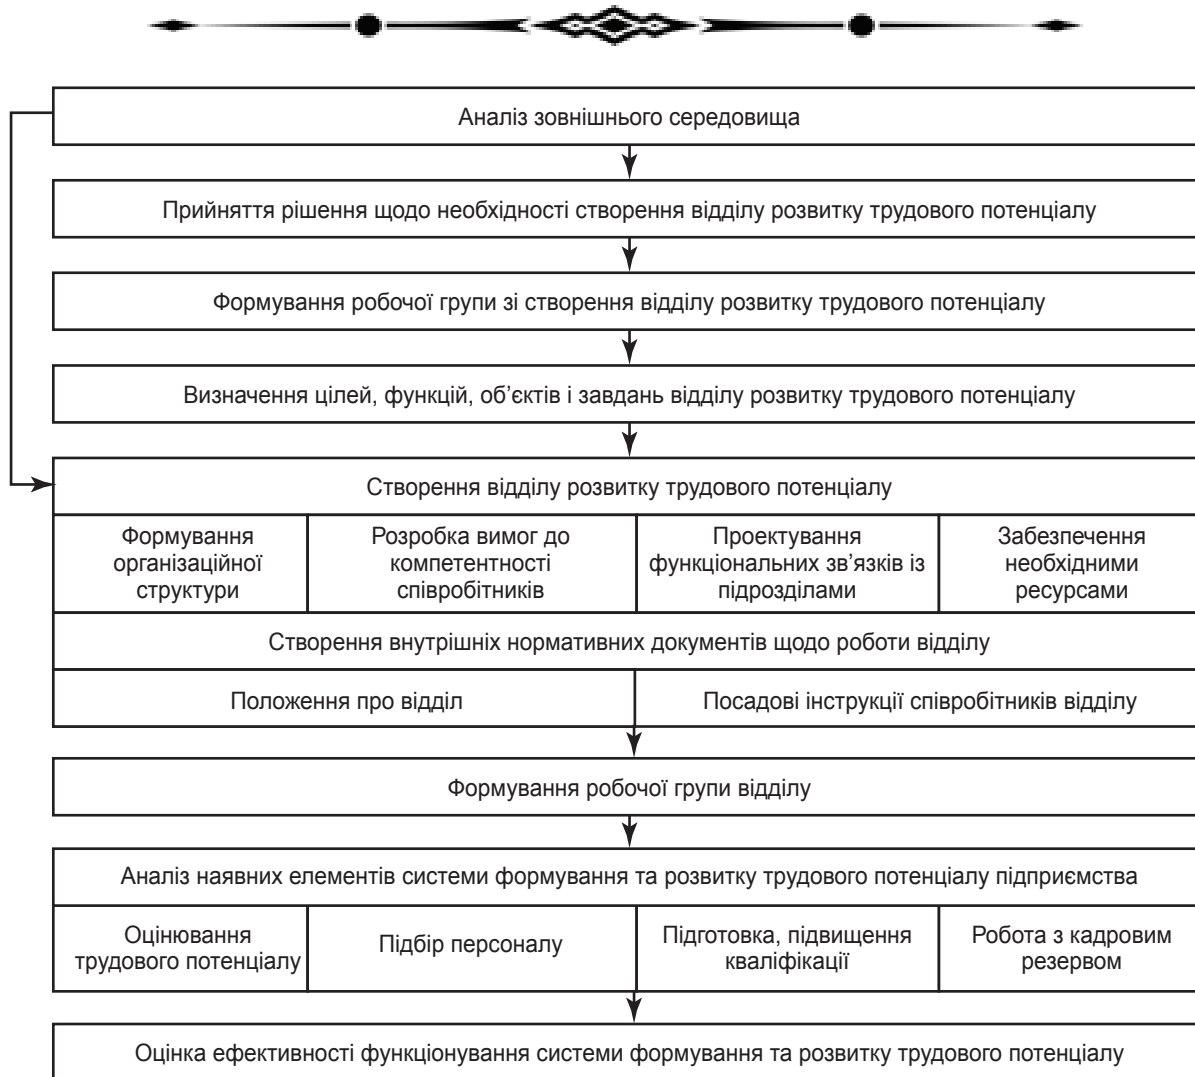 Аналіз зовнішнього середовища
Прийняття рішення щодо необхідності створення відділу розвитку трудового потенціалу
Формування робочої групи зі створення відділу розвитку трудового потенціалу
Визначення цілей, функцій, об’єктів і завдань відділу розвитку трудового потенціалу
Створення відділу розвитку трудового потенціалу
Формування
організаційної
структури
Розробка вимог до
компетентності
співробітників
Проектування
функціональних зв’язків із
підрозділами
Забезпечення
необхідними
ресурсами
Створення внутрішніх нормативних документів щодо роботи відділу
Положення про відділ
Посадові інструкції співробітників відділу
Формування робочої групи відділу
Аналіз наявних елементів системи формування та розвитку трудового потенціалу підприємства
Оцінювання
трудового потенціалу
Підбір персоналу
Підготовка, підвищення
кваліфікації
Робота з кадровим
резервом
Оцінка ефективності функціонування системи формування та розвитку трудового потенціалу